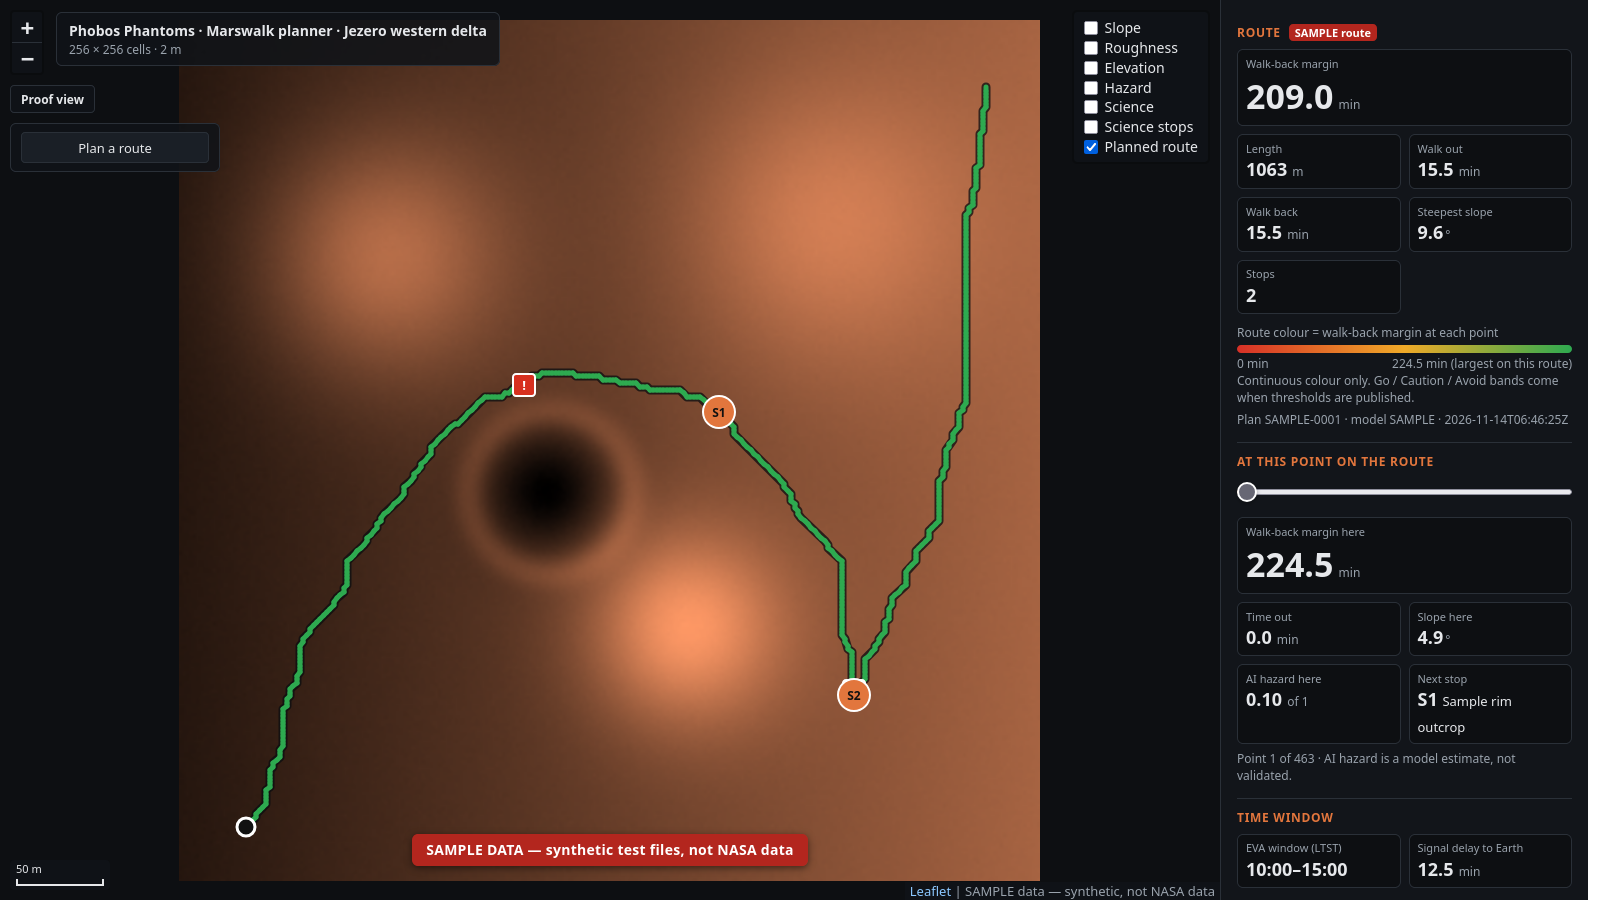 +
−
Phobos Phantoms · Marswalk planner · Jezero western delta
256 × 256 cells · 2 m
Proof view
Plan a route
Slope
Roughness
Elevation
Hazard
Science
Science stops
Planned route
!
S1
S2
50 m
SAMPLE DATA — synthetic test files, not NASA data
Leaflet | SAMPLE data — synthetic, not NASA data
ROUTE SAMPLE route
Walk-back margin
209.0 min
Length
1063 m
Walk out
15.5 min
Walk back
15.5 min
Steepest slope
9.6°
Stops
2
Route colour = walk-back margin at each point
0 min 224.5 min (largest on this route)
Continuous colour only. Go / Caution / Avoid bands come
when thresholds are published.
Plan SAMPLE-0001 · model SAMPLE · 2026-11-14T06:46:25Z
AT THIS POINT ON THE ROUTE
Walk-back margin here
224.5 min
Time out
0.0 min
Slope here
4.9°
AI hazard here
0.10 of 1
Next stop
S1 Sample rim
outcrop
Point 1 of 463 · AI hazard is a model estimate, not
validated.
TIME WINDOW
EVA window (LTST)
10:00–15:00
Signal delay to Earth
12.5 min